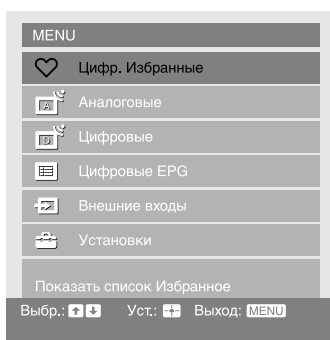 MENU
Цифр. Избранные
A Аналоговые
D Цифровые
Цифровые EPG
Внешние входы
Установки
Показать список Избранное
Выбр.: Уст.: Выход: MENU